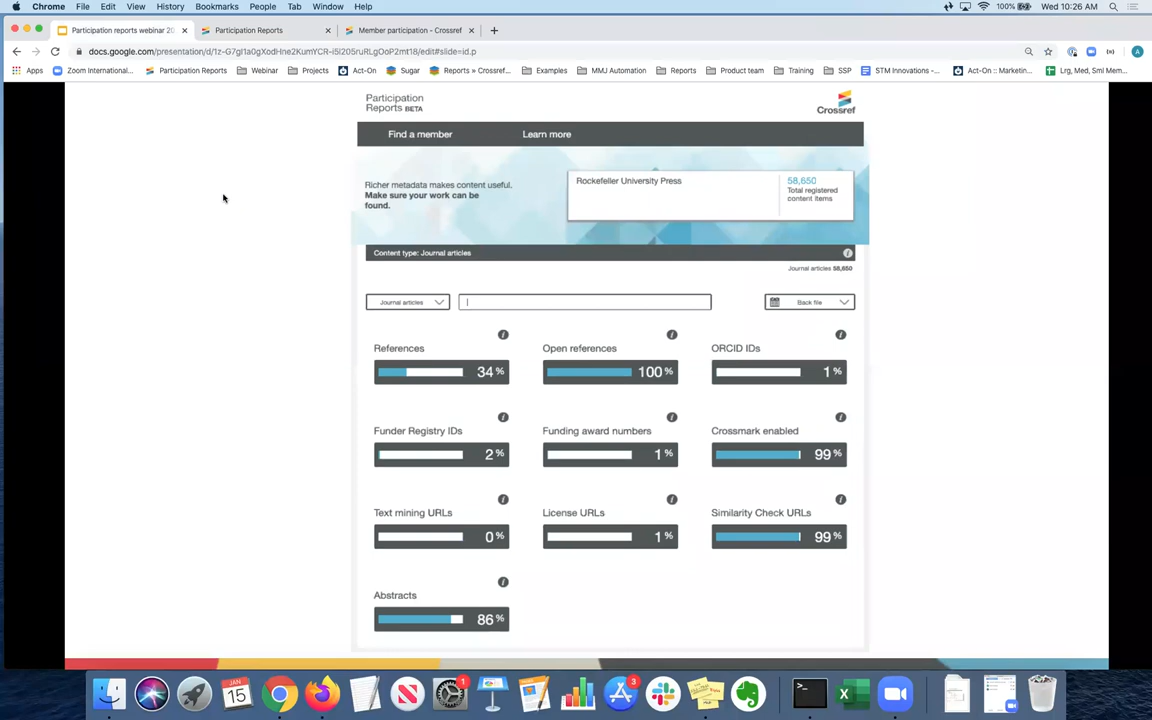 Chrome File Edit View History Bookmarks People Tab Window Help 100% Wed 10:26 AM
Participation reports webinar 20 Participation Reports Member participation - Crossref
docs.google.com/presentation/d/
Apps Zoom International... Participation Reports Webinar Projects Act-On Sugar Reports » Crossref... Examples MMJ Automation Reports Product team Training SSP STM Innovations -... Act-On :: Marketin... Lrg, Med, Sml Mem...
Participation
Reports BETA
Crossref
Find a member Learn more
Richer metadata makes content useful.
Make sure your work can be
found.
Rockefeller University Press
58,650
Total registered
content items
Content type: Journal articles
Journal articles 58,650
Journal articles
Back file
References Open references ORCID IDs
34% 100% 1%
Funder Registry IDs Funding award numbers Crossmark enabled
2% 1% 99%
Text mining URLs License URLs Similarity Check URLs
0% 1% 99%
Abstracts
86%
JAN
15
1
3